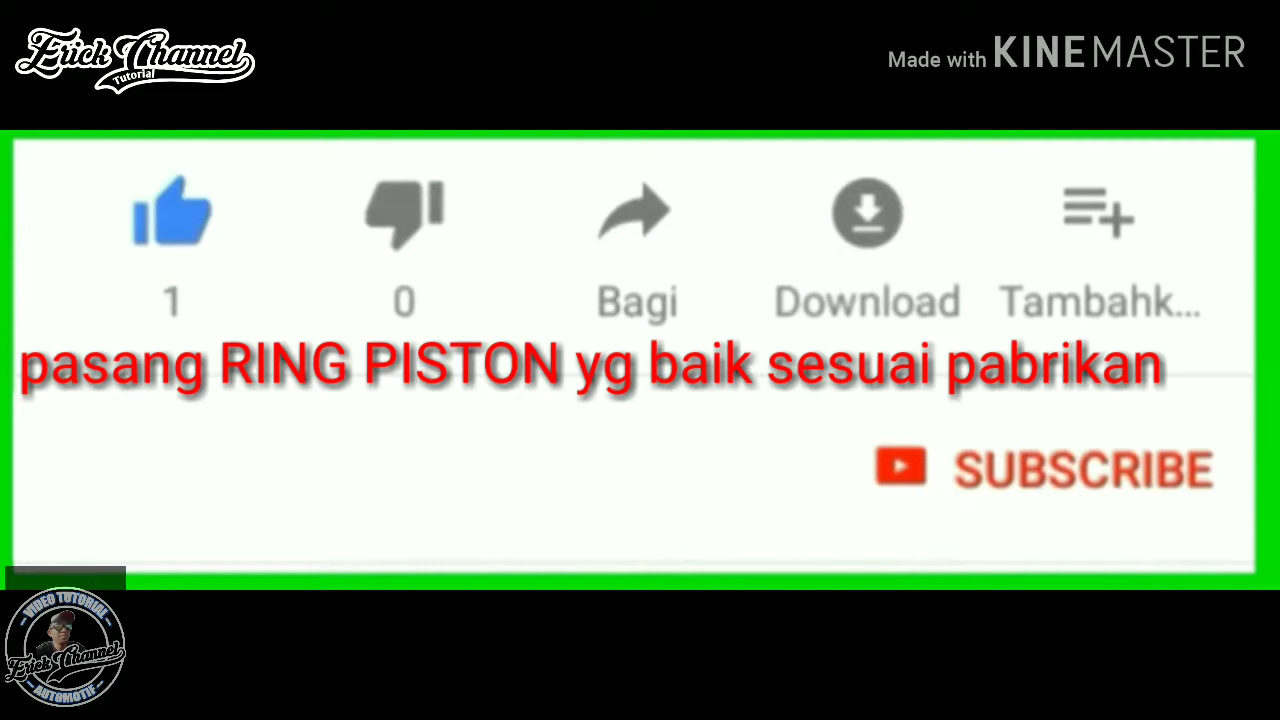 Erick Channel
Tutorial
Made with KINEMASTER
1
0
Bagi
Download
Tambahk...
pasang RING PISTON yg baik sesuai pabrikan
SUBSCRIBE
VIDEO TUTORIAL
Erick Channel
AUTOMOTIF